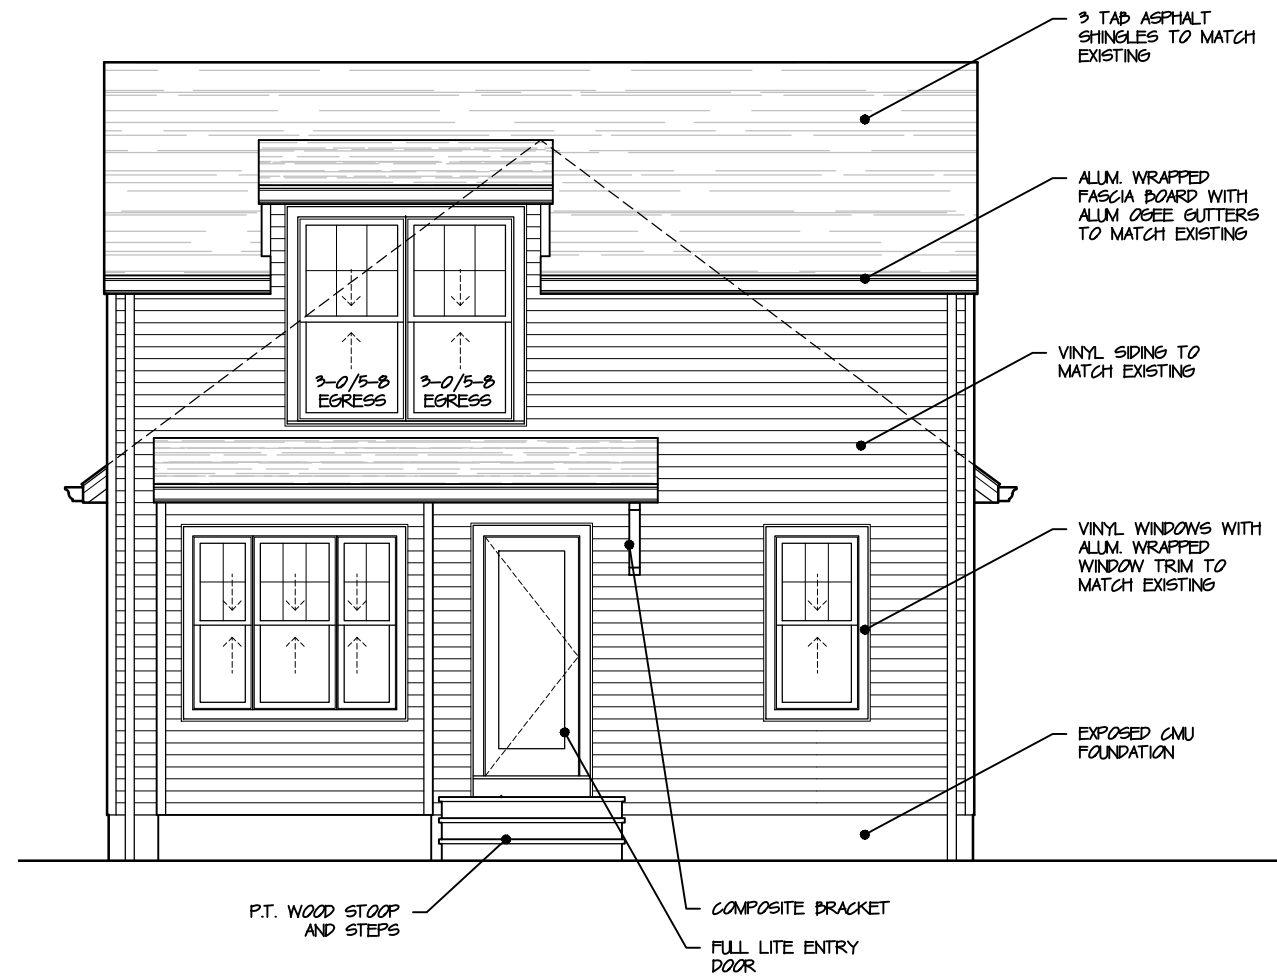 3 TAB ASPHALT
SHINGLES TO MATCH
EXISTING
ALUM. WRAPPED
FASCIA BOARD WITH
ALUM OGEE GUTTERS
TO MATCH EXISTING
VINYL SIDING TO
MATCH EXISTING
3-0/5-8
EGRESS
3-0/5-8
EGRESS
VINYL WINDOWS WITH
ALUM. WRAPPED
WINDOW TRIM TO
MATCH EXISTING
EXPOSED CMU
FOUNDATION
P.T. WOOD STOOP
AND STEPS
COMPOSITE BRACKET
FULL LITE ENTRY
DOOR